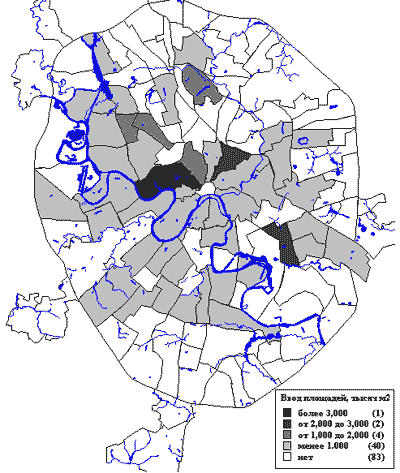 Ввод площадей, тысяч м2
более 3,000 (1)
от 2,000 до 3,000 (2)
от 1,000 до 2,000 (4)
менее 1.000 (40)
нет (83)